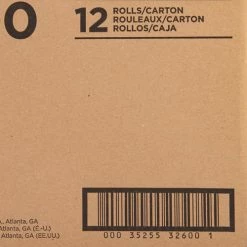 0
12 ROLLS/CARTON
ROULEAUX/CARTON
ROLLOS/CAJA
Atlanta, GA
Atlanta, GA (É.-U.)
Atlanta, GA (EE.UU.)
000 35255 32600 1